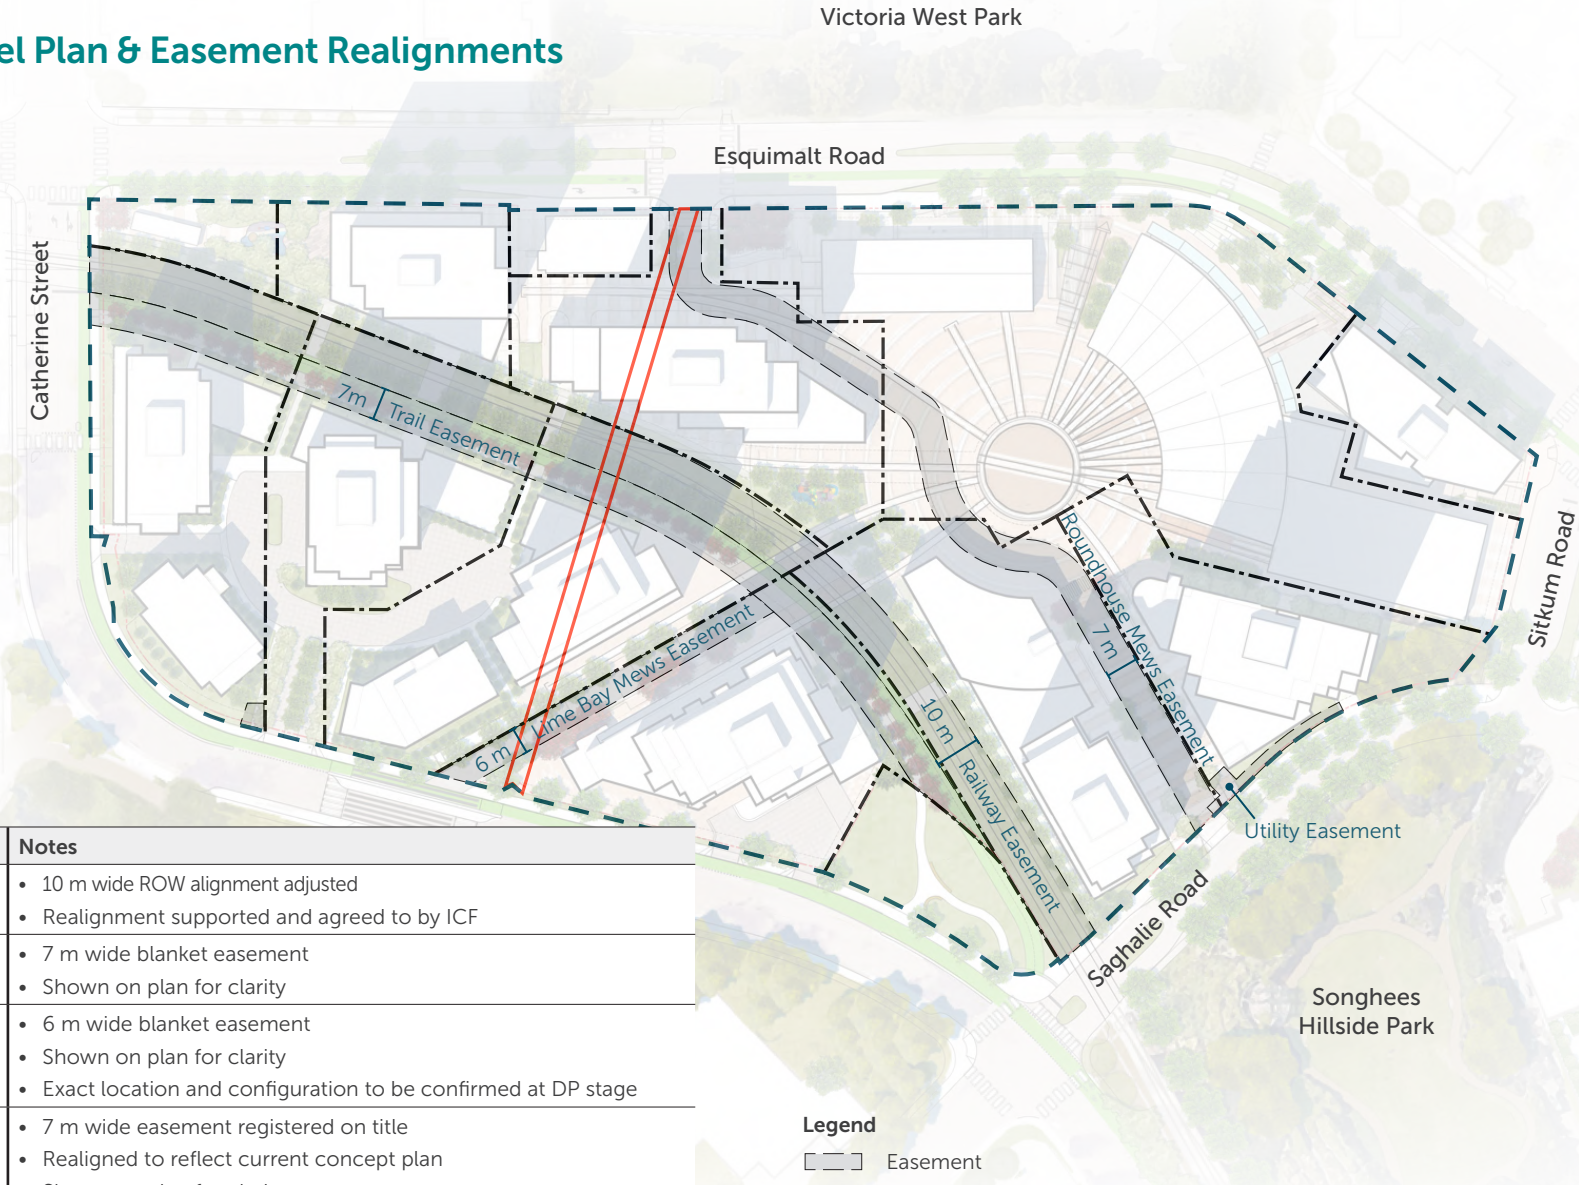 Victoria West Park
el Plan & Easement Realignments
Esquimalt Road
Catherine Street
7m
Trail Easement
Roundhouse Mews Easement
7 m
Sitkum Road
6 m
Lime Bay Mews Easement
10 m
Railway Easement
Utility Easement
Saghalie Road
Songhees
Hillside Park
Notes
• 10 m wide ROW alignment adjusted
• Realignment supported and agreed to by ICF
• 7 m wide blanket easement
• Shown on plan for clarity
• 6 m wide blanket easement
• Shown on plan for clarity
• Exact location and configuration to be confirmed at DP stage
• 7 m wide easement registered on title
• Realigned to reflect current concept plan
Legend
Easement